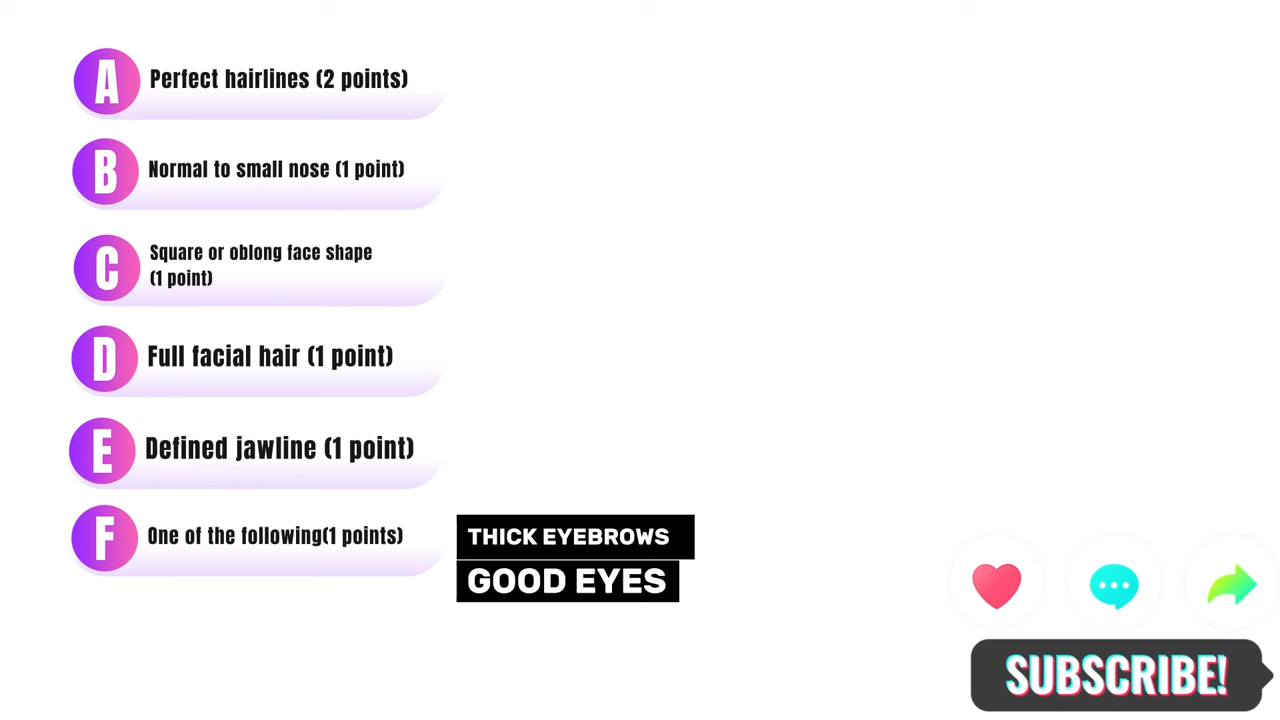 A Perfect hairlines (2 points)
B Normal to small nose (1 point)
C Square or oblong face shape
(1 point)
D Full facial hair (1 point)
E Defined jawline (1 point)
F One of the following(1 points)
THICK EYEBROWS
GOOD EYES
SUBSCRIBE!